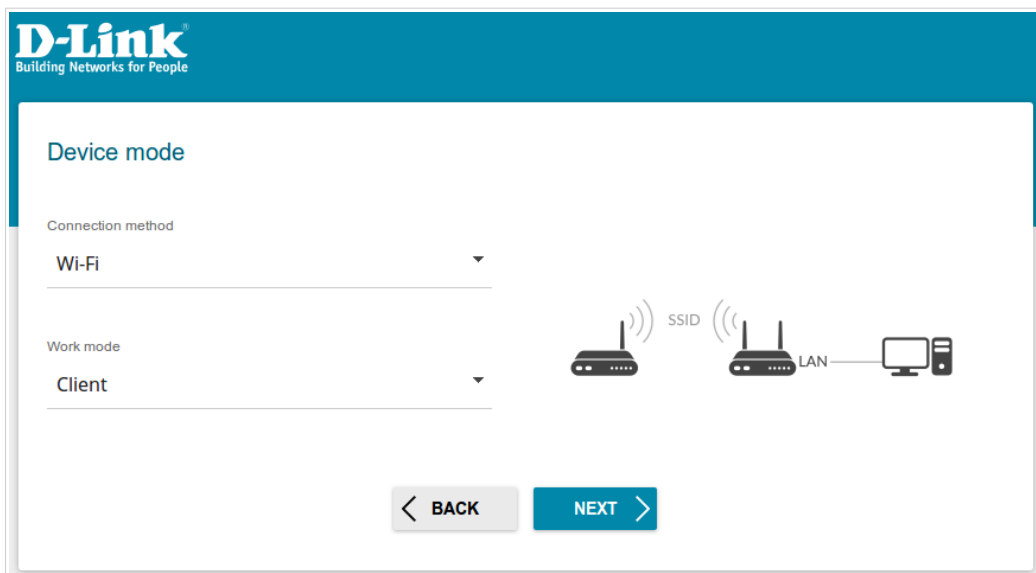 D-Link®
Building Networks for People
Device mode
Connection method
Wi-Fi
Work mode
Client
SSID
LAN
BACK
NEXT